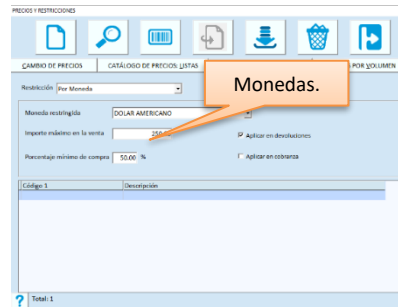 PRECIOS Y RESTRICCIONES
CAMBIO DE PRECIOS CATÁLOGO DE PRECIOS: LISTAS POR VOLUMEN
Monedas.
Restricción Por Moneda
Moneda restringida DOLAR AMERICANO
Importe máximo en la venta Aplicar en devoluciones
Porcentaje mínimo de compra 50.00 % Aplicar en cobranza
Código 1 Descripción
? Total: 1